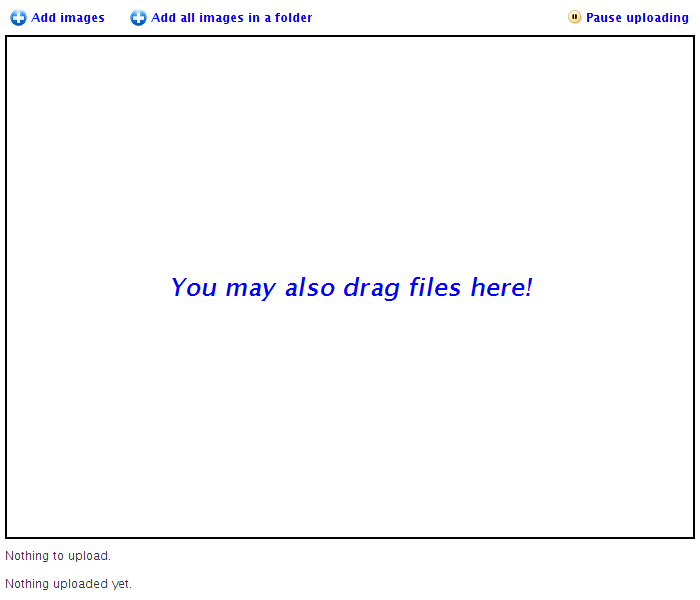 Add images
Add all images in a folder
Pause uploading
You may also drag files here!
Nothing to upload.
Nothing uploaded yet.